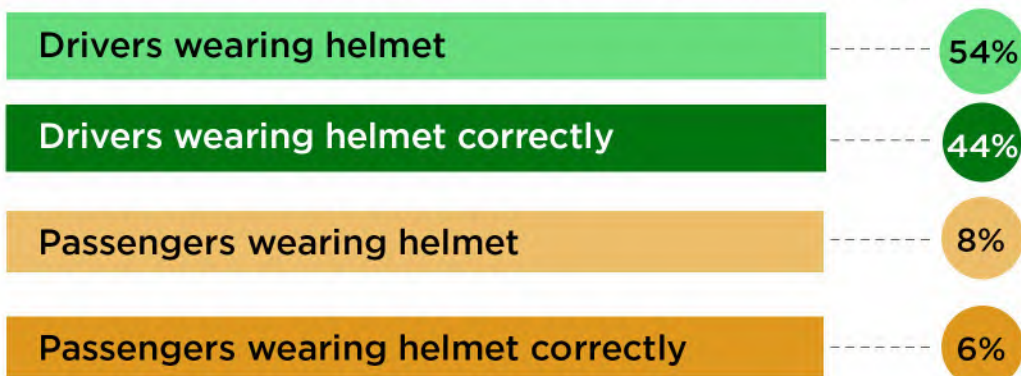 Drivers wearing helmet 54%
Drivers wearing helmet correctly 44%
Passengers wearing helmet 8%
Passengers wearing helmet correctly 6%